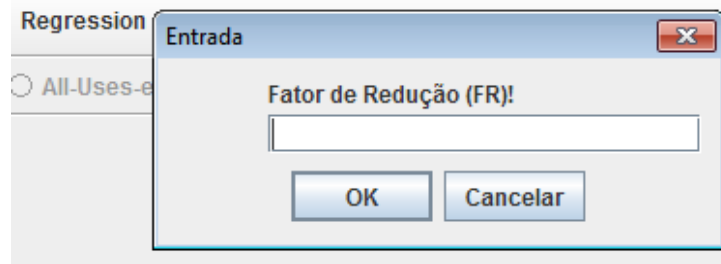 Regression
Entrada
All-Uses-e
Fator de Redução (FR)!
OK
Cancelar